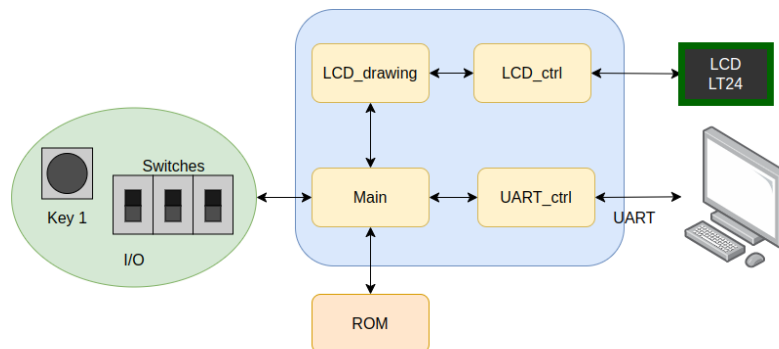 LCD_drawing
LCD_ctrl
LCD
LT24
Switches
Key 1
I/O
Main
UART_ctrl
UART
ROM